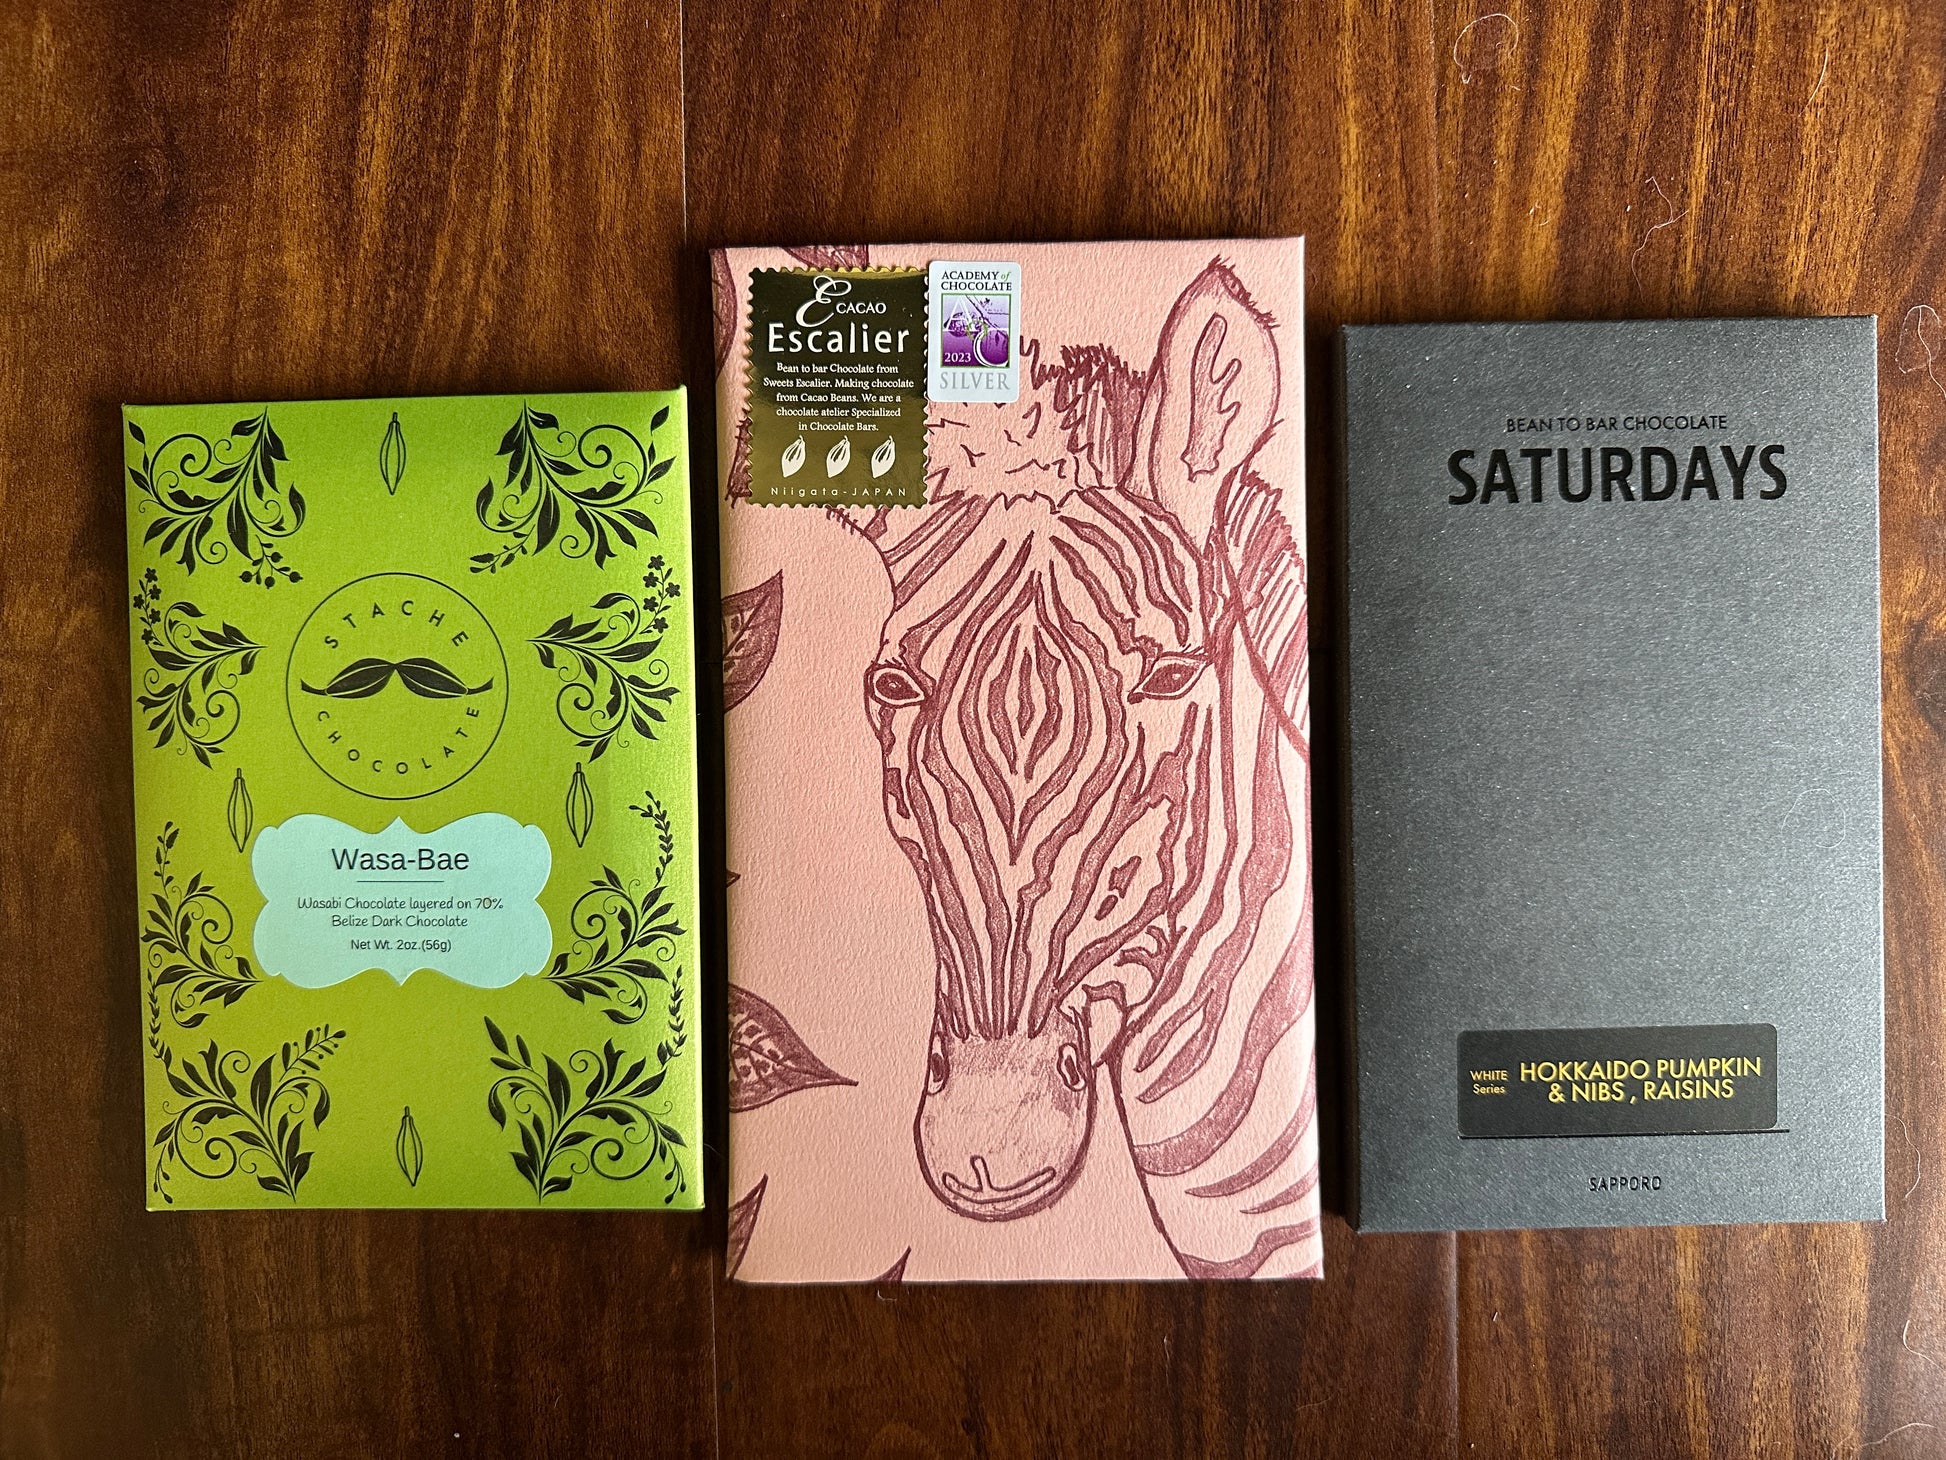 STACHE
CHOCOLATE
Wasa-Bae
Wasabi Chocolate layered on 70%
Belize Dark Chocolate
Net Wt. 2oz.(56g)
E CACAO
Escalier
Bean to bar Chocolate from
Sweets Escalier. Making chocolate
from Cacao Beans. We are a
chocolate atelier Specialized
in Chocolate Bars.
Niigata-JAPAN
ACADEMY of
CHOCOLATE
2023
SILVER
BEAN TO BAR CHOCOLATE
SATURDAYS
WHITE
Series
HOKKAIDO PUMPKIN
& NIBS , RAISINS
SAPPORO